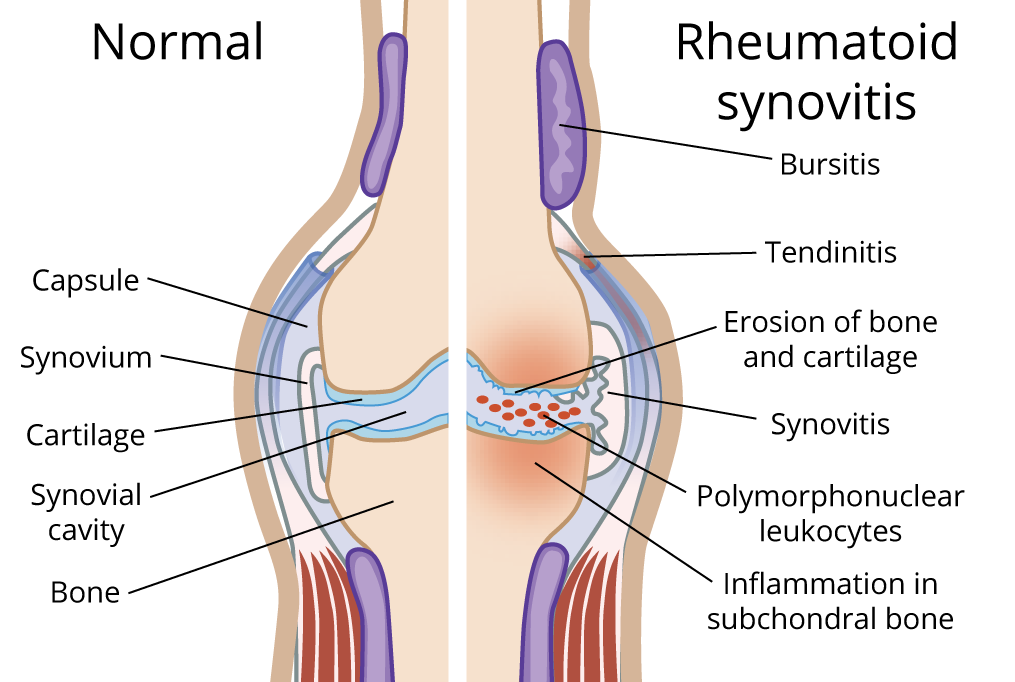 Normal
Capsule
Synovium
Cartilage
Synovial
cavity
Bone
Rheumatoid
synovitis
Bursitis
Tendinitis
Erosion of bone
and cartilage
Synovitis
Polymorphonuclear
leukocytes
Inflammation in
subchondral bone